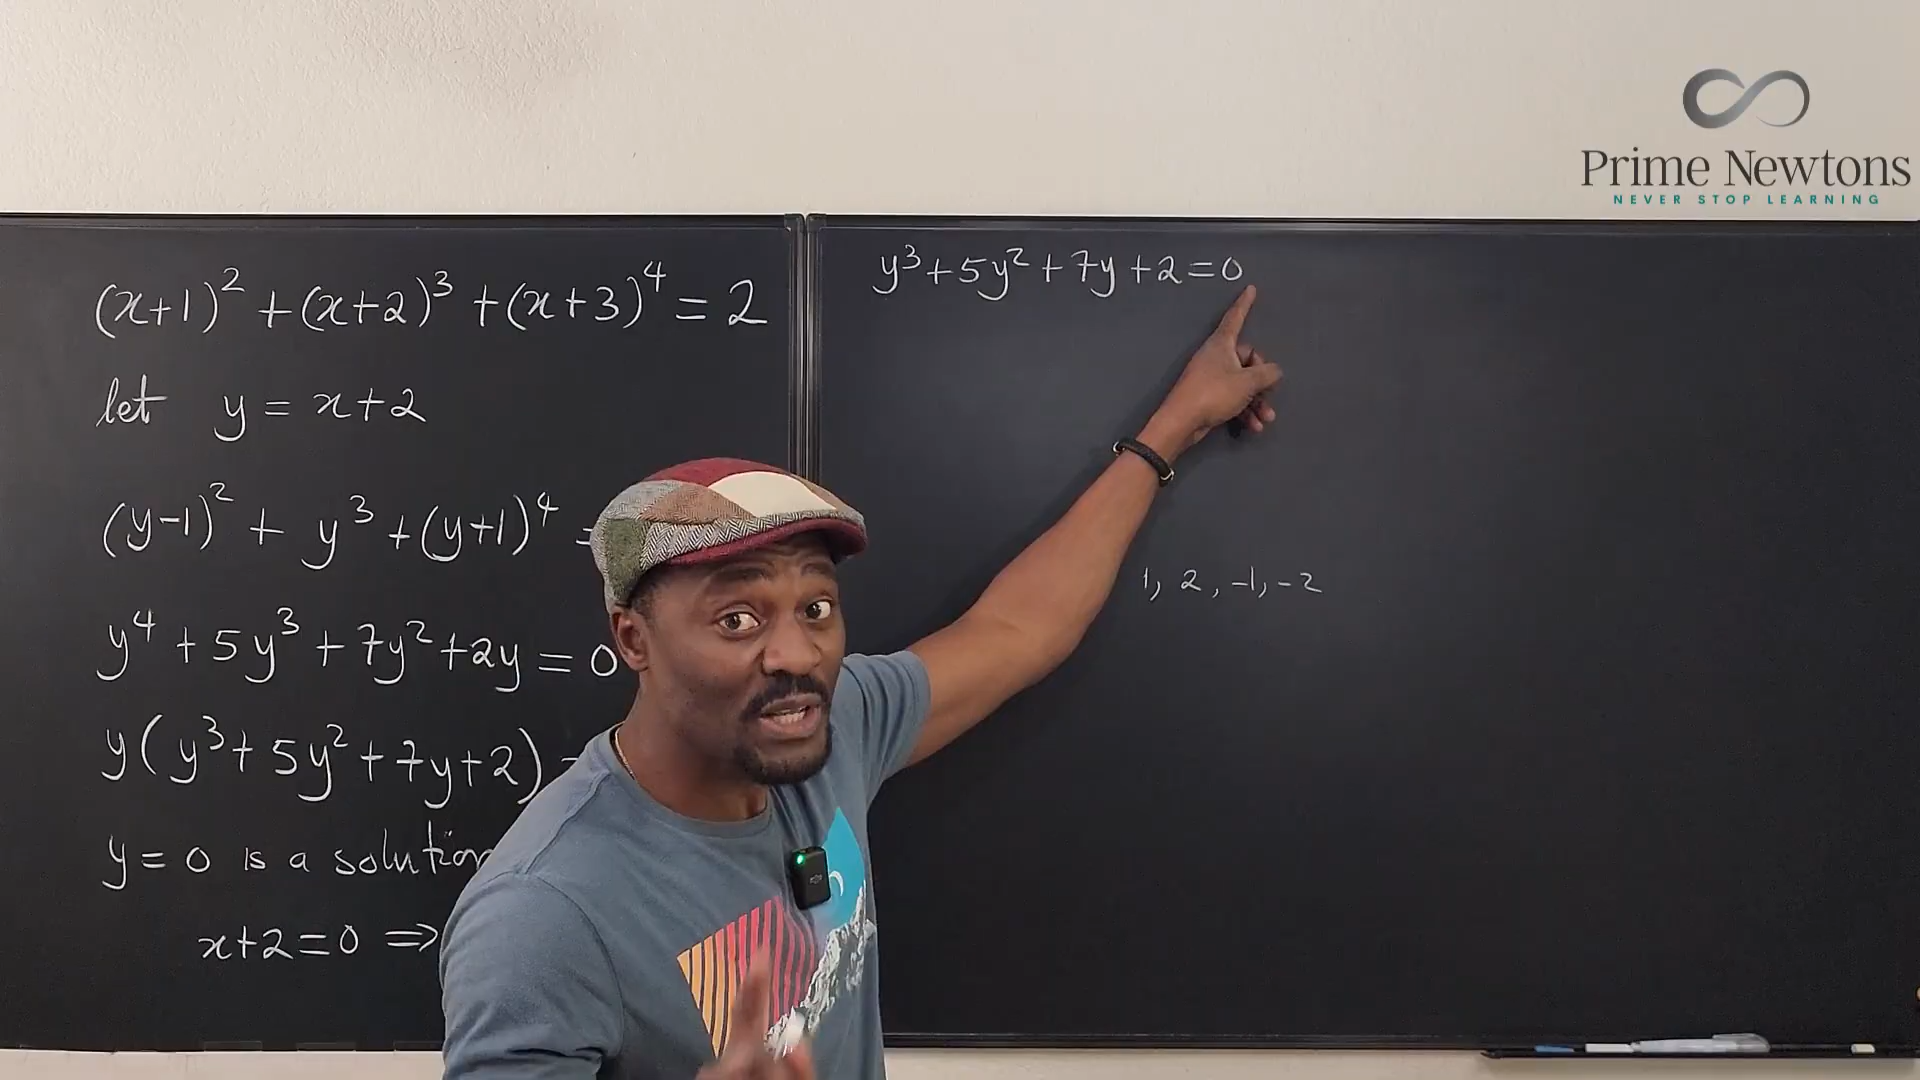 Prime Newtons
NEVER STOP LEARNING
(x+1)² + (x+2)³ + (x+3)⁴ = 2
let y = x+2
(y-1)² + y³ + (y+1)⁴ =
y⁴ + 5y³ + 7y² + 2y = 0
y(y³ + 5y² + 7y + 2) =
y = 0 is a solution
x+2 = 0 ⇒
y³ + 5y² + 7y + 2 = 0
1, 2, -1, -2